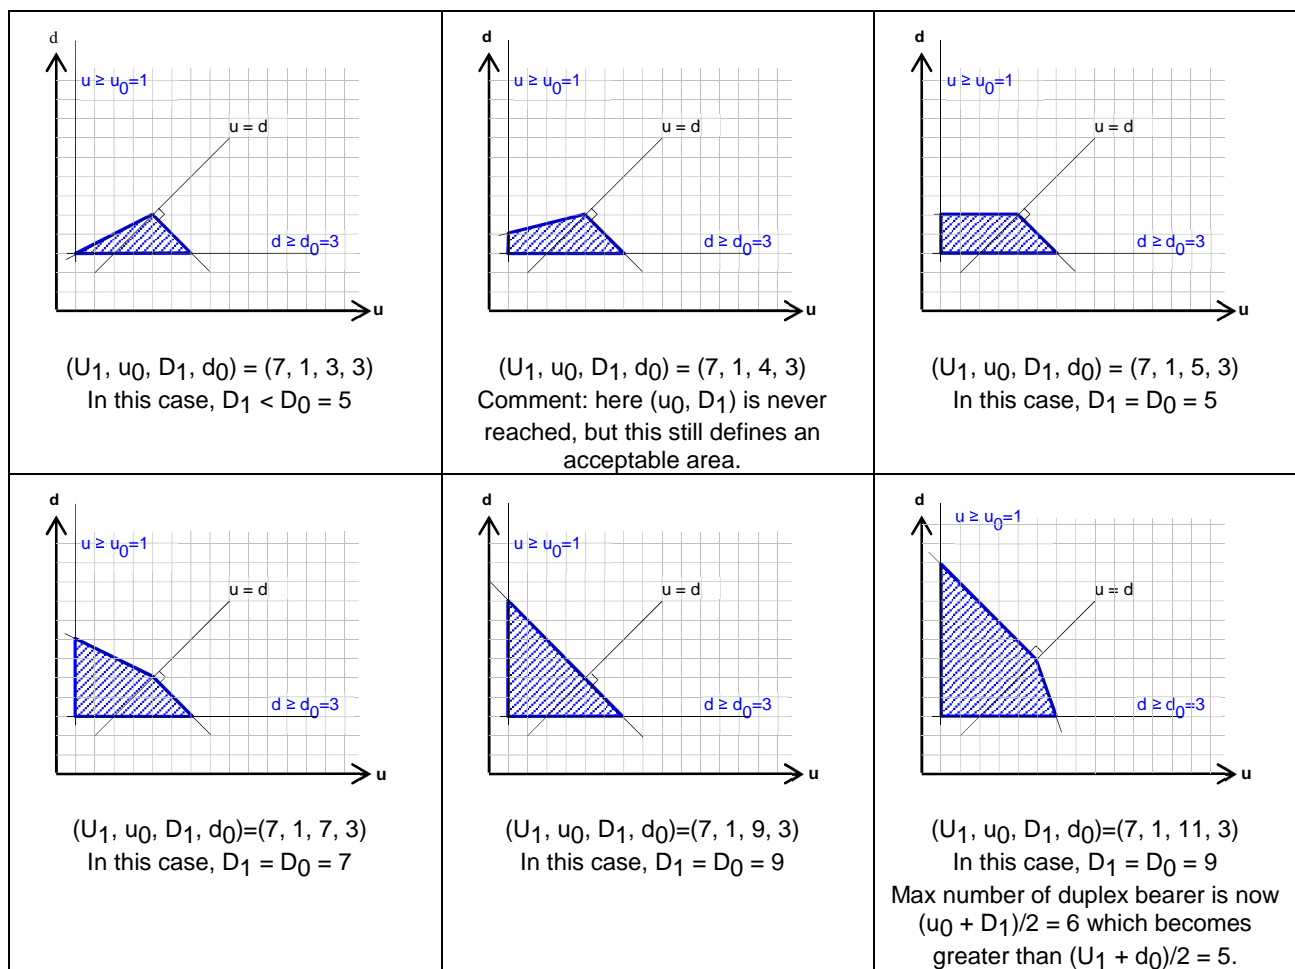 d
u ≥ u0=1
u = d
d ≥ d0=3
u
(U1, u0, D1, d0) = (7, 1, 3, 3)
In this case, D1 < D0 = 5
d
u ≥ u0=1
u = d
d ≥ d0=3
u
(U1, u0, D1, d0) = (7, 1, 4, 3)
Comment: here (u0, D1) is never
reached, but this still defines an
acceptable area.
d
u ≥ u0=1
u = d
d ≥ d0=3
u
(U1, u0, D1, d0) = (7, 1, 5, 3)
In this case, D1 = D0 = 5
d
u ≥ u0=1
u = d
d ≥ d0=3
u
(U1, u0, D1, d0)=(7, 1, 7, 3)
In this case, D1 = D0 = 7
d
u ≥ u0=1
u = d
d ≥ d0=3
u
(U1, u0, D1, d0)=(7, 1, 9, 3)
In this case, D1 = D0 = 9
d
u ≥ u0=1
u = d
d ≥ d0=3
u
(U1, u0, D1, d0)=(7, 1, 11, 3)
In this case, D1 = D0 = 9
Max number of duplex bearer is now
(u0 + D1)/2 = 6 which becomes
greater than (U1 + d0)/2 = 5.